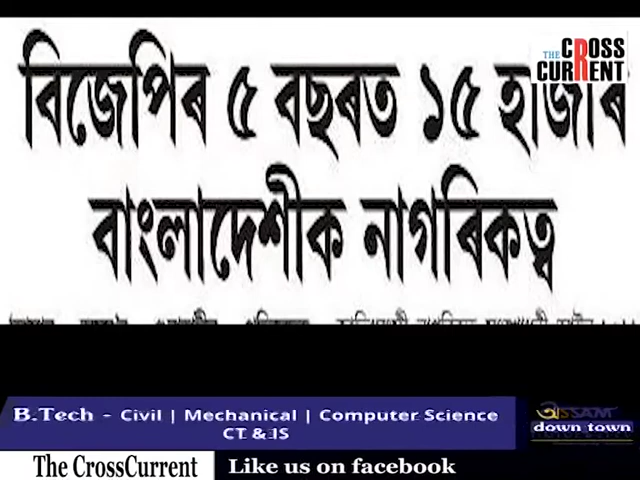 THE CROSS
CURRENT
বিজেপিৰ ৫ বছৰত ১৫ হাজাৰ
বাংলাদেশীক নাগৰিকত্ব
B.Tech - Civil | Mechanical | Computer Science
CT & IS
অSSAM
down town
The CrossCurrent
Like us on facebook